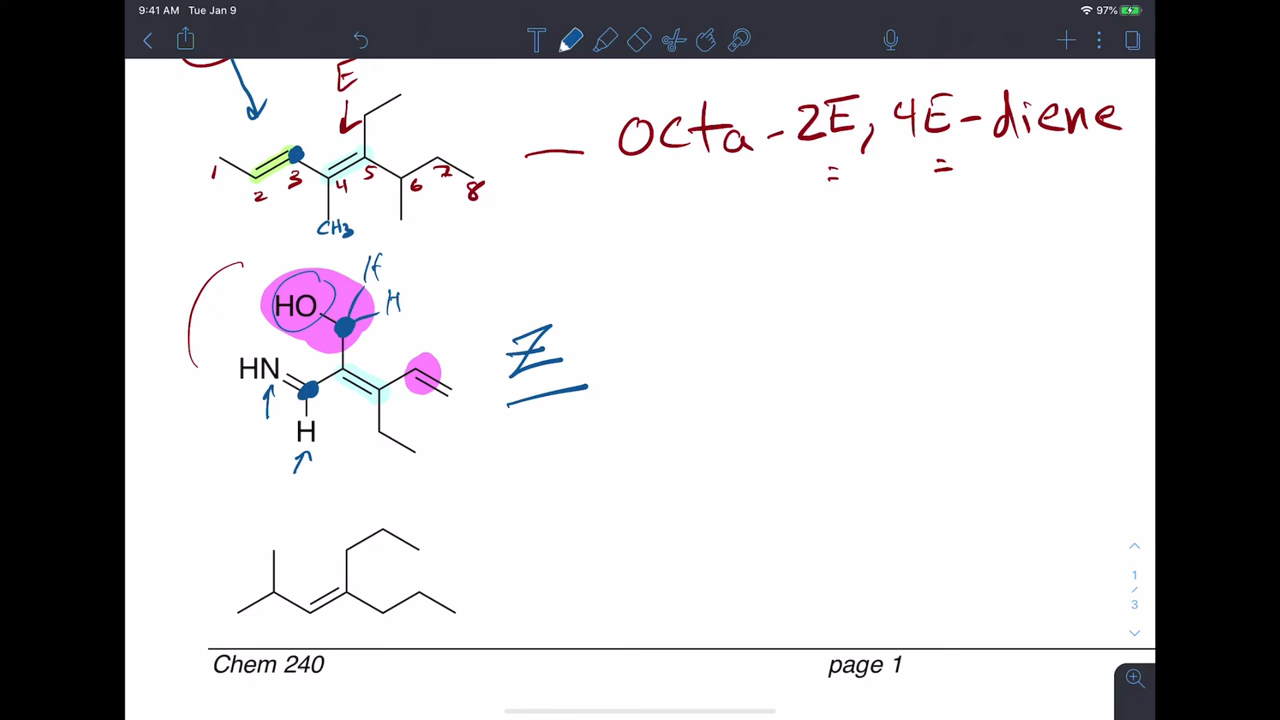 9:41 AM Tue Jan 9
97%
T
E
Octa-2E, 4E-diene
1
2
3
4
5
6
7
8
CH3
H
HO
H
HN
Z
H
1
/
3
Chem 240
page 1